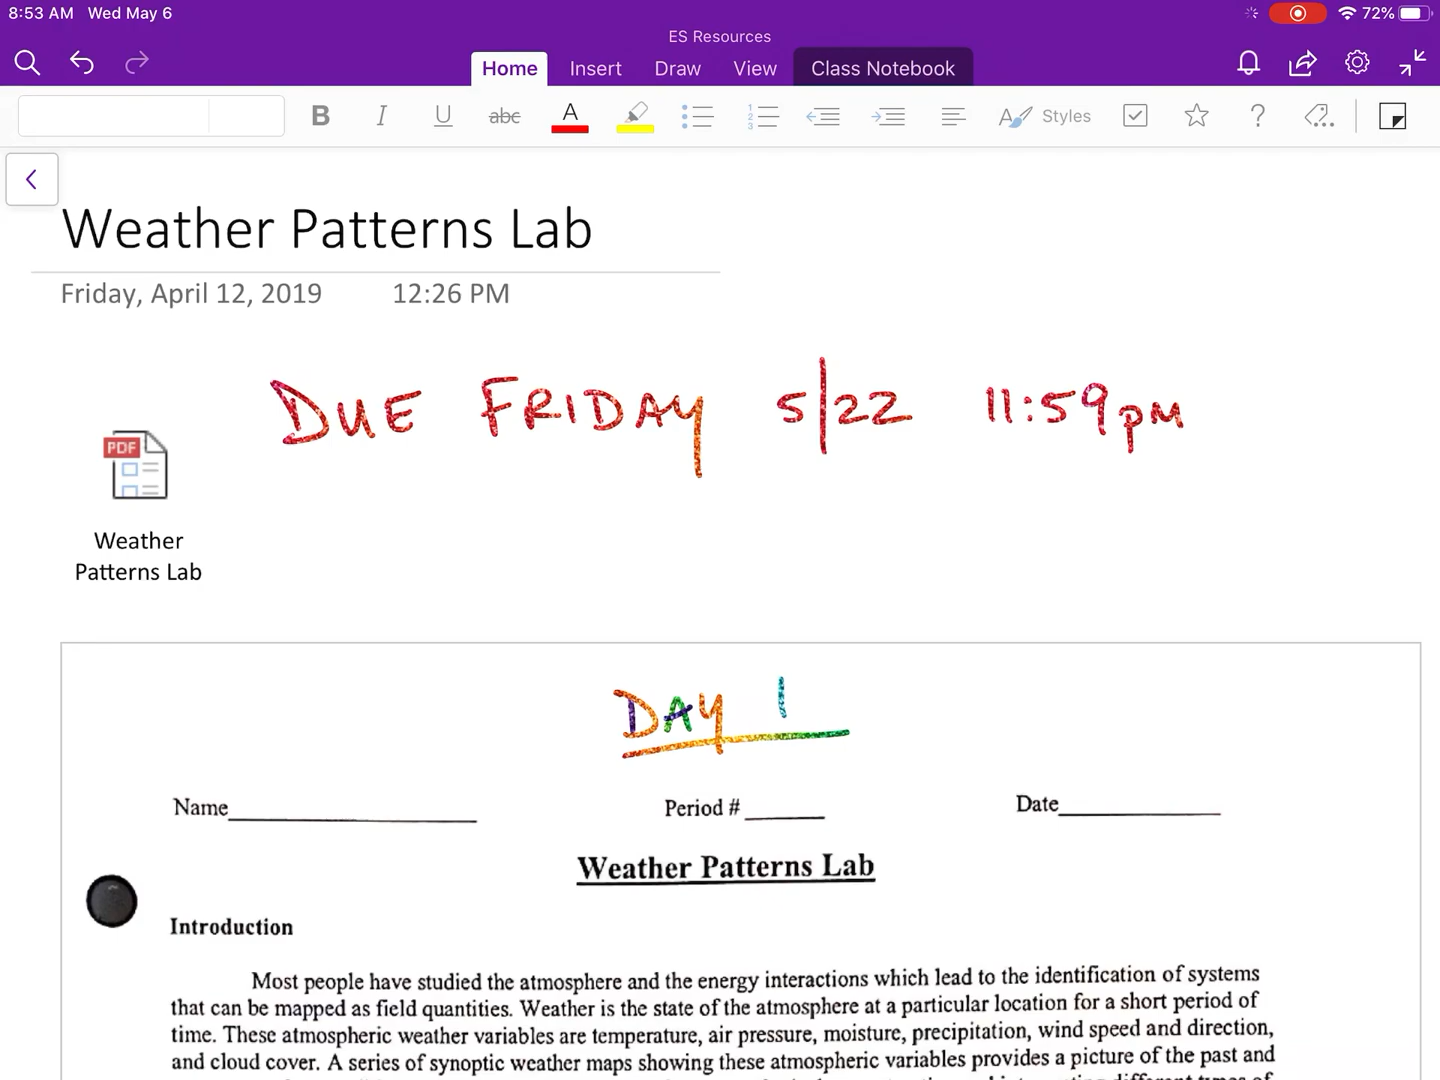 8:53 AM Wed May 6 72%
ES Resources
Home Insert Draw View Class Notebook
B I U abc A Styles ?
Weather Patterns Lab
Friday, April 12, 2019 12:26 PM
DUE FRIDAY 5/22 11:59pm
PDF
Weather
Patterns Lab
DAY 1
Name Period # Date
Weather Patterns Lab
Introduction
Most people have studied the atmosphere and the energy interactions which lead to the identification of systems
that can be mapped as field quantities. Weather is the state of the atmosphere at a particular location for a short period of
time. These atmospheric weather variables are temperature, air pressure, moisture, precipitation, wind speed and direction,
and cloud cover. A series of synoptic weather maps showing these atmospheric variables provides a picture of the past and